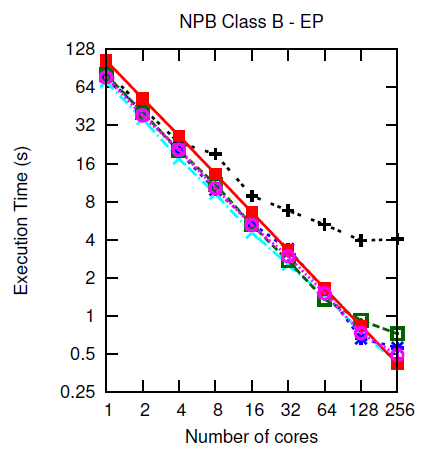 NPB Class B - EP
128
64
32
16
8
4
2
1
0.5
0.25
Execution Time (s)
1 2 4 8 16 32 64 128 256
Number of cores